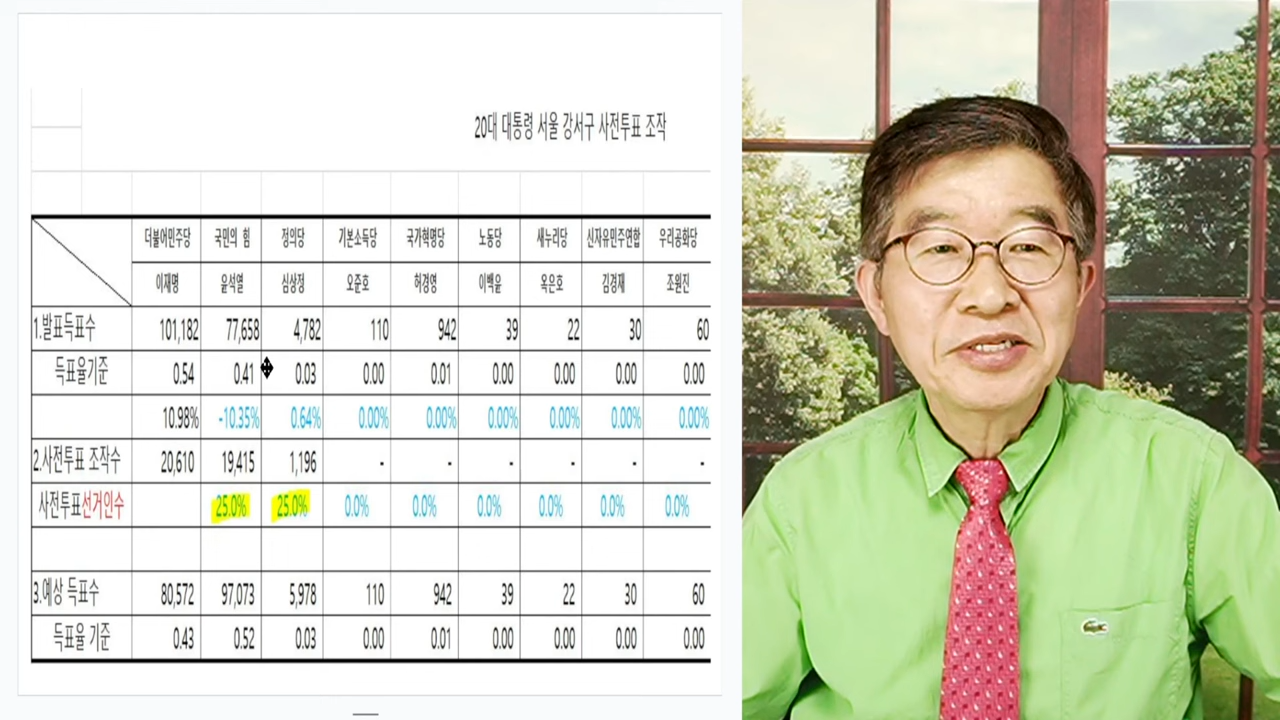 20대 대통령 서울 강서구 사전투표 조작
더불어민주당 국민의 힘 정의당 기본소득당 국가혁명당 노동당 새누리당 신자유민주연합 우리공화당
이재명 윤석열 심상정 오준호 허경영 이백윤 옥은호 김경재 조원진
1.발표득표수 101,182 77,658 4,782 110 942 39 22 30 60
득표율기준 0.54 0.41 0.03 0.00 0.01 0.00 0.00 0.00 0.00
10.98% -10.35% 0.64% 0.00% 0.00% 0.00% 0.00% 0.00% 0.00%
2.사전투표 조작수 20,610 19,415 1,196 - - - - - -
사전투표선거인수 25.0% 25.0% 0.0% 0.0% 0.0% 0.0% 0.0% 0.0%
3.예상 득표수 80,572 97,073 5,978 110 942 39 22 30 60
득표율 기준 0.43 0.52 0.03 0.00 0.01 0.00 0.00 0.00 0.00